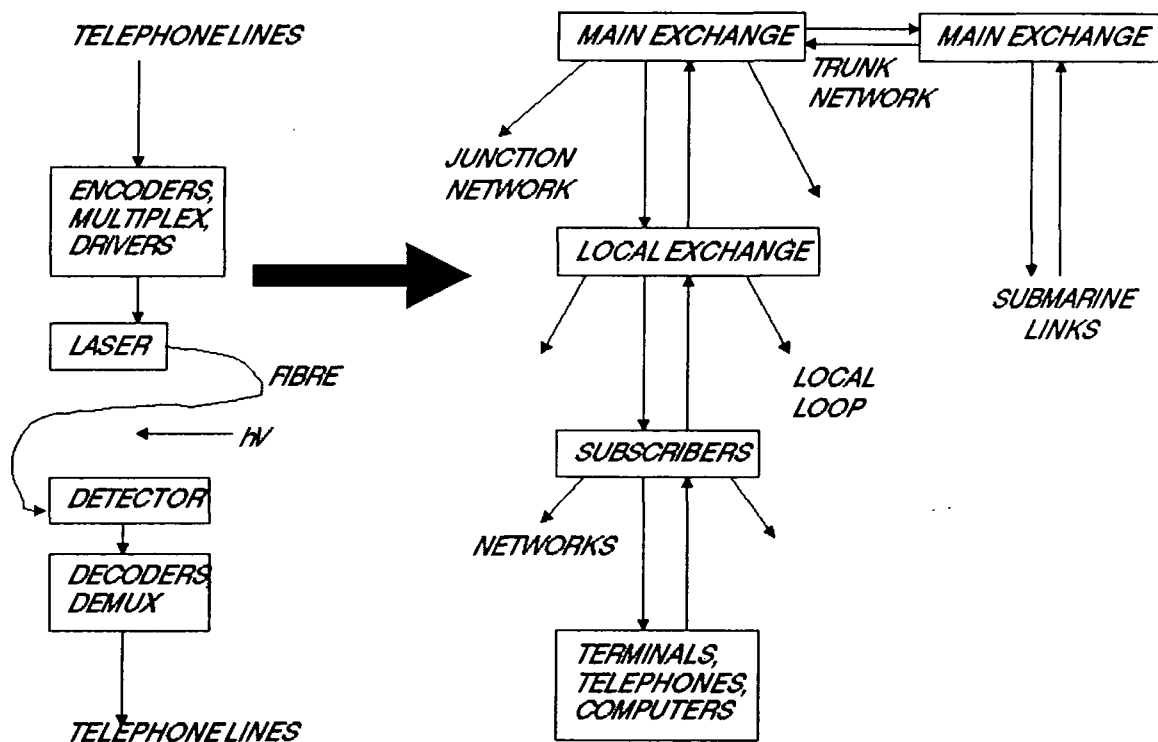 TELEPHONE LINES
ENCODERS,
MULTIPLEX,
DRIVERS
LASER
FIBRE
hV
DETECTOR
DECODERS,
DEMUX
TELEPHONE LINES
MAIN EXCHANGE
MAIN EXCHANGE
TRUNK
NETWORK
JUNCTION
NETWORK
LOCAL EXCHANGE
SUBMARINE
LINKS
LOCAL
LOOP
SUBSCRIBERS
NETWORKS
TERMINALS,
TELEPHONES,
COMPUTERS